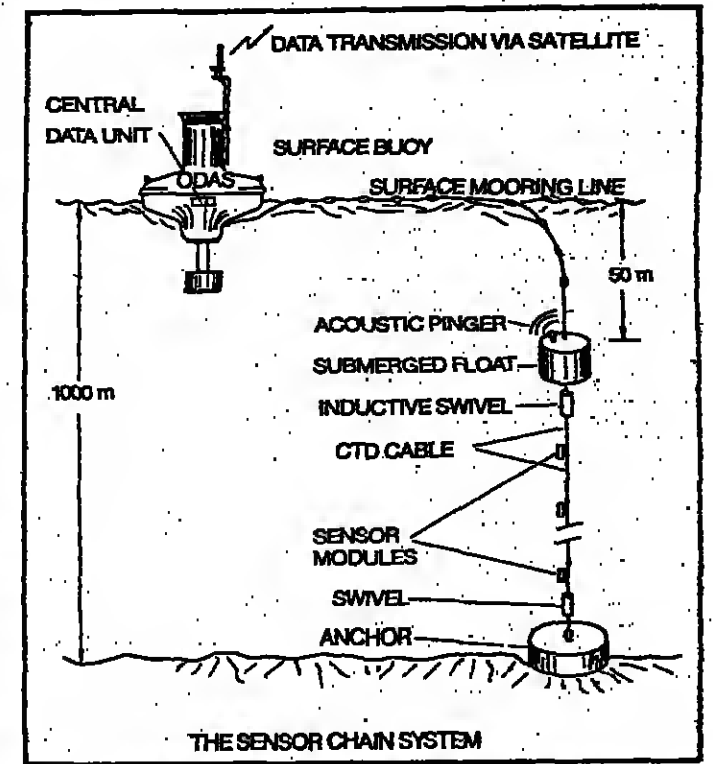 DATA TRANSMISSION VIA SATELLITE
CENTRAL
DATA UNIT
SURFACE BUOY
ODAS
SURFACE MOORING LINE
50 m
ACOUSTIC PINGER
SUBMERGED FLOAT
1000 m
INDUCTIVE SWIVEL
CTD CABLE
SENSOR
MODULES
SWIVEL
ANCHOR
THE SENSOR CHAIN SYSTEM